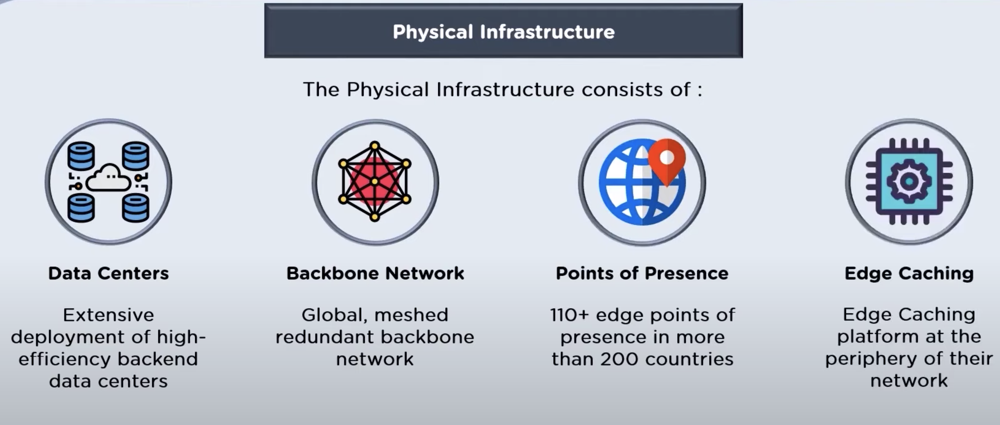 Physical Infrastructure
The Physical Infrastructure consists of :
Data Centers
Extensive
deployment of high-
efficiency backend
data centers
Backbone Network
Global, meshed
redundant backbone
network
Points of Presence
110+ edge points of
presence in more
than 200 countries
Edge Caching
Edge Caching
platform at the
periphery of their
network